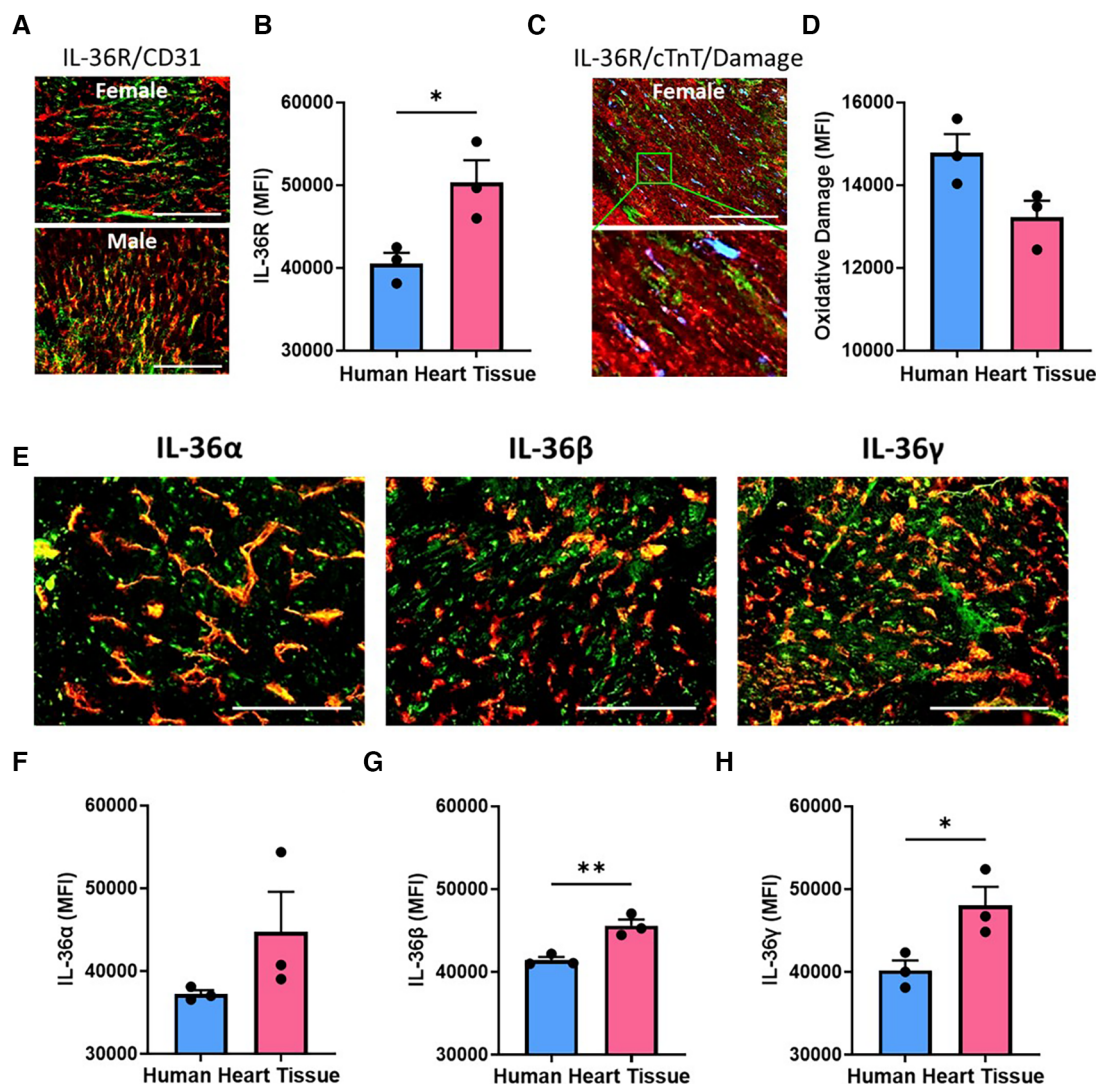 A
IL-36R/CD31
Female
Male
B
60000
50000
40000
30000
IL-36R (MFI)
*
Human Heart Tissue
C
IL-36R/cTnT/Damage
Female
D
16000
14000
12000
10000
Oxidative Damage (MFI)
Human Heart Tissue
E
IL-36α
IL-36β
IL-36γ
F
60000
50000
40000
30000
IL-36α (MFI)
Human Heart Tissue
G
60000
50000
40000
30000
IL-36β (MFI)
**
Human Heart Tissue
H
60000
50000
40000
30000
IL-36γ (MFI)
*
Human Heart Tissue